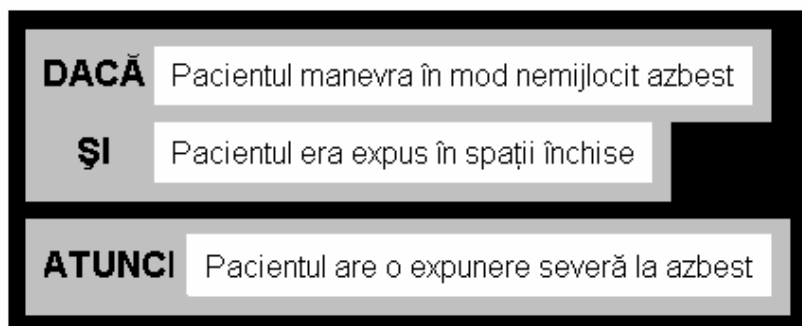 DACĂ Pacientul manevra în mod nemijlocit azbest
ŞI Pacientul era expus în spații închise
ATUNCI Pacientul are o expunere severă la azbest